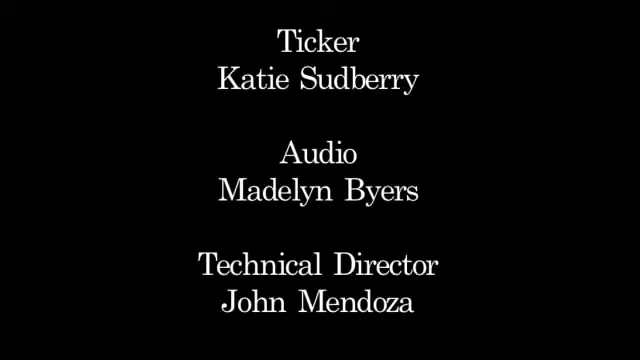 Ticker
Katie Sudberry
Audio
Madelyn Byers
Technical Director
John Mendoza